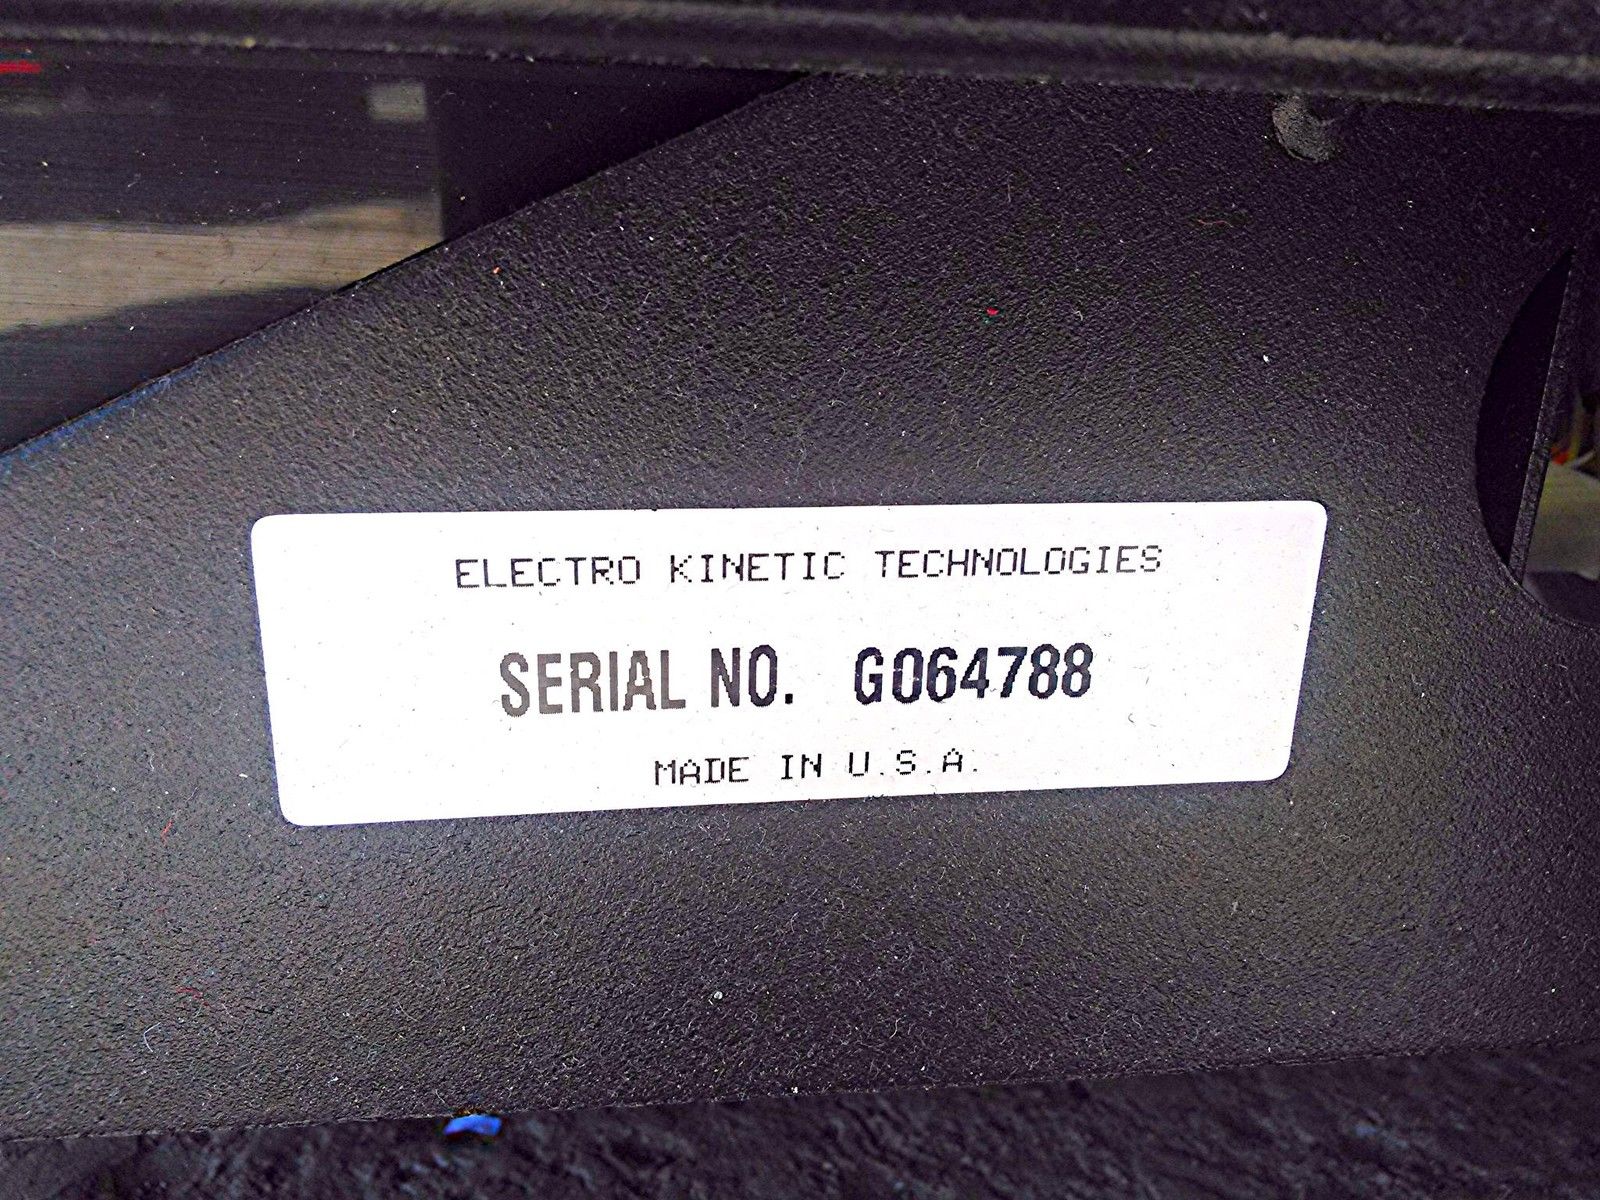 ELECTRO KINETIC TECHNOLOGIES
SERIAL NO. G064788
MADE IN U.S.A.